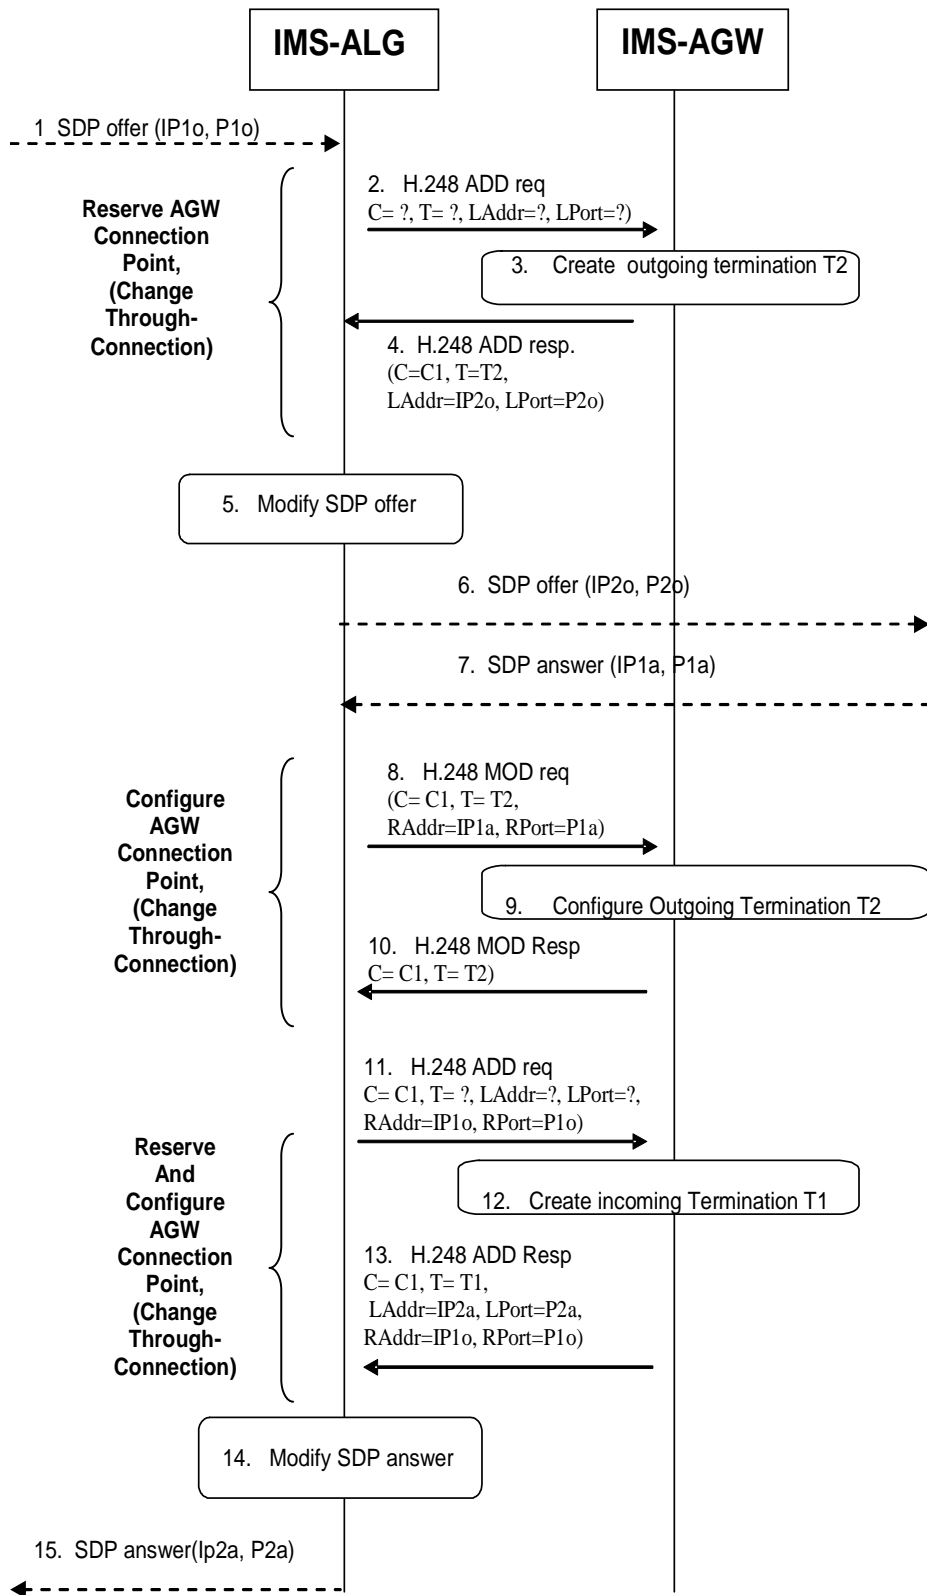 IMS-ALG
IMS-AGW
1 SDP offer (IP1o, P1o)
Reserve AGW
Connection
Point,
(Change
Through-
Connection)
2. H.248 ADD req
C= ?, T= ?, LAddr=?, LPort=?)
3. Create outgoing termination T2
4. H.248 ADD resp.
(C=C1, T=T2,
LAddr=IP2o, LPort=P2o)
5. Modify SDP offer
6. SDP offer (IP2o, P2o)
7. SDP answer (IP1a, P1a)
Configure
AGW
Connection
Point,
(Change
Through-
Connection)
8. H.248 MOD req
(C= C1, T= T2,
RAddr=IP1a, RPort=P1a)
9. Configure Outgoing Termination T2
10. H.248 MOD Resp
C= C1, T= T2)
11. H.248 ADD req
C= C1, T= ?, LAddr=?, LPort=?,
RAddr=IP1o, RPort=P1o)
Reserve
And
Configure
AGW
Connection
Point,
(Change
Through-
Connection)
12. Create incoming Termination T1
13. H.248 ADD Resp
C= C1, T= T1,
LAddr=IP2a, LPort=P2a,
RAddr=IP1o, RPort=P1o)
14. Modify SDP answer
15. SDP answer(Ip2a, P2a)